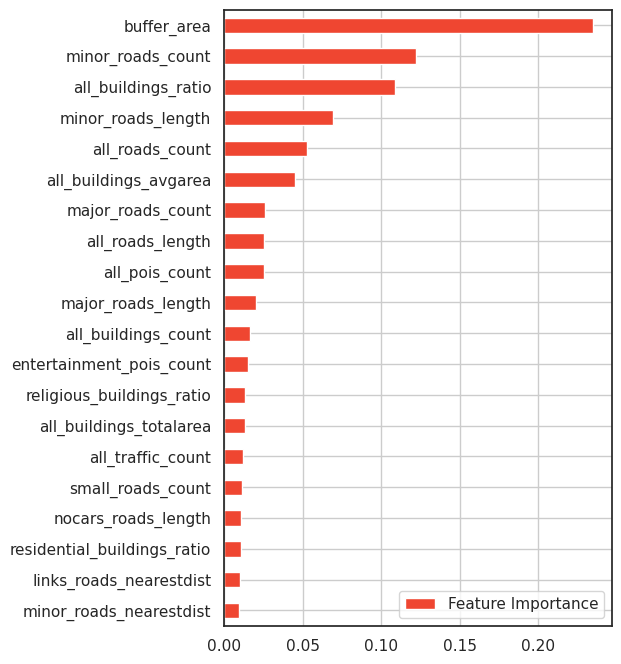 buffer_area
minor_roads_count
all_buildings_ratio
minor_roads_length
all_roads_count
all_buildings_avgarea
major_roads_count
all_roads_length
all_pois_count
major_roads_length
all_buildings_count
entertainment_pois_count
religious_buildings_ratio
all_buildings_totalarea
all_traffic_count
small_roads_count
nocars_roads_length
residential_buildings_ratio
links_roads_nearestdist
minor_roads_nearestdist
Feature Importance
0.00 0.05 0.10 0.15 0.20